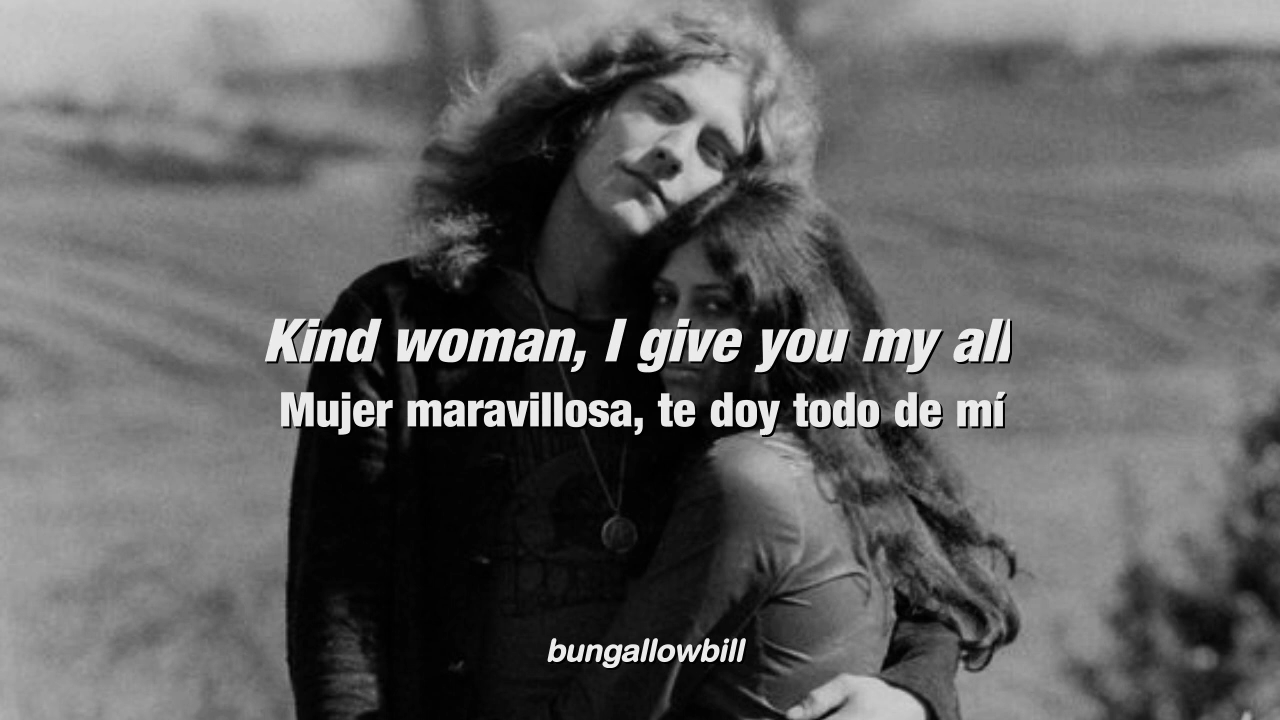 Kind woman, I give you my all
Mujer maravillosa, te doy todo de mí
bungallowbill